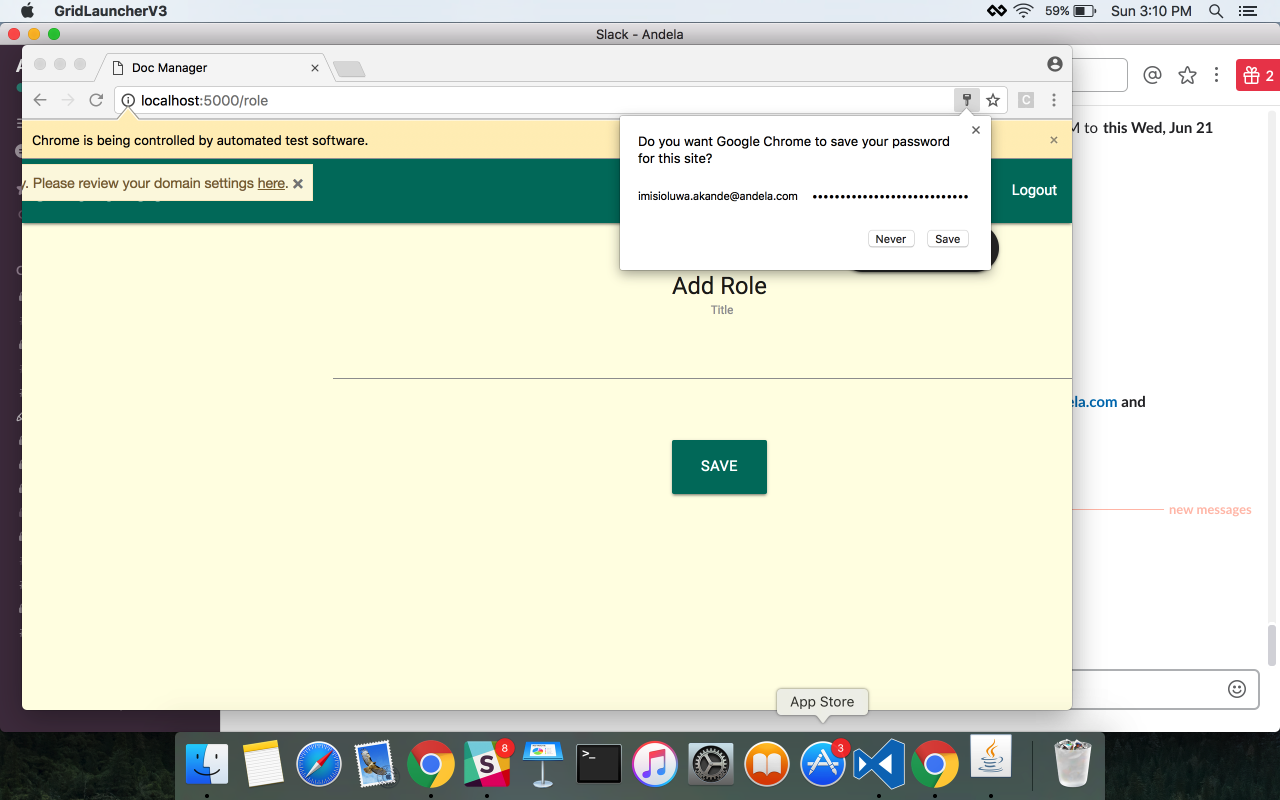 GridLauncherV3
59%
Sun 3:10 PM
Slack - Andela
Doc Manager
localhost:5000/role
C
2
Chrome is being controlled by automated test software.
Do you want Google Chrome to save your password
for this site?
imisioluwa.akande@andela.com
Never
Save
to this Wed, Jun 21
. Please review your domain settings here.
Logout
Add Role
Title
ela.com and
SAVE
new messages
App Store
8
3
S
>_